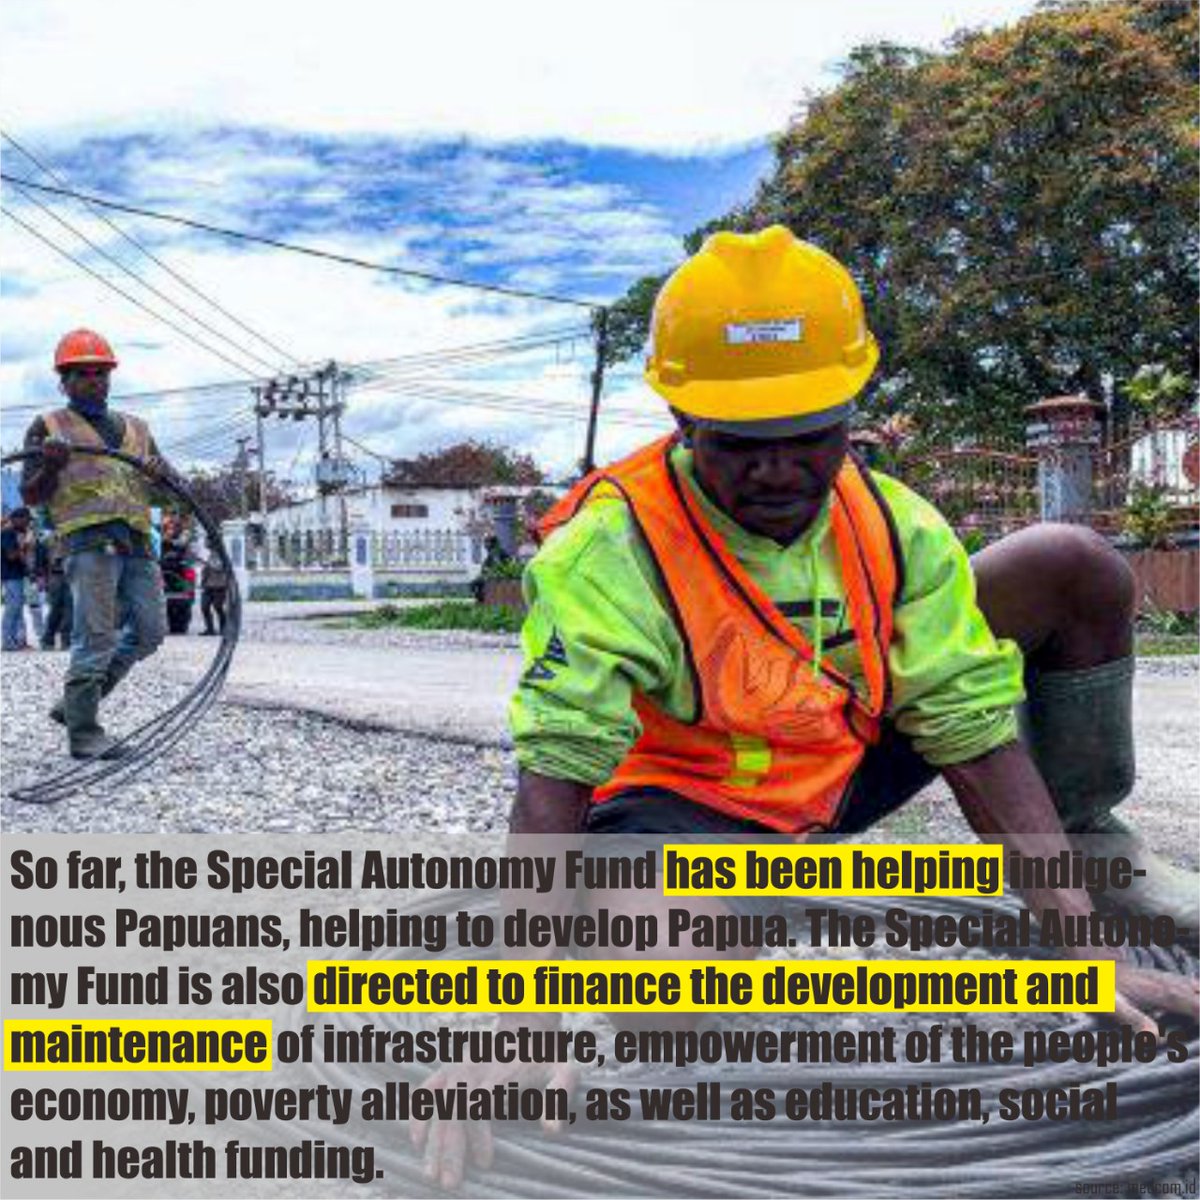 So far, the Special Autonomy Fund has been helping indige-
nous Papuans, helping to develop Papua. The Special Autono-
my Fund is also directed to finance the development and
maintenance of infrastructure, empowerment of the people's
economy, poverty alleviation, as well as education, social
and health funding.
Source: